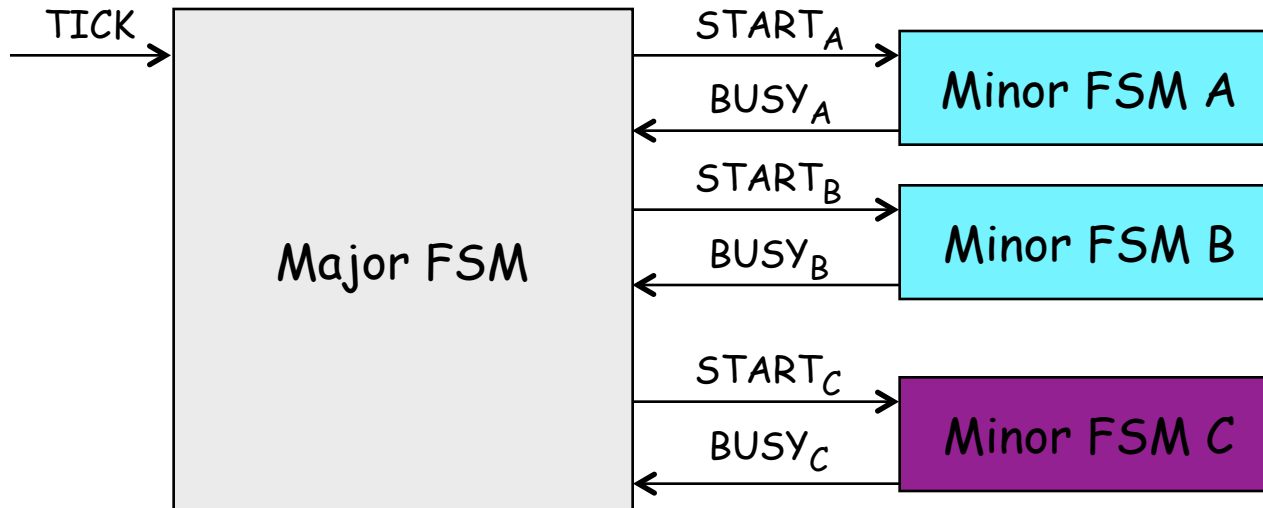 TICK
START_A
BUSY_A
Minor FSM A
START_B
BUSY_B
Minor FSM B
Major FSM
START_C
BUSY_C
Minor FSM C